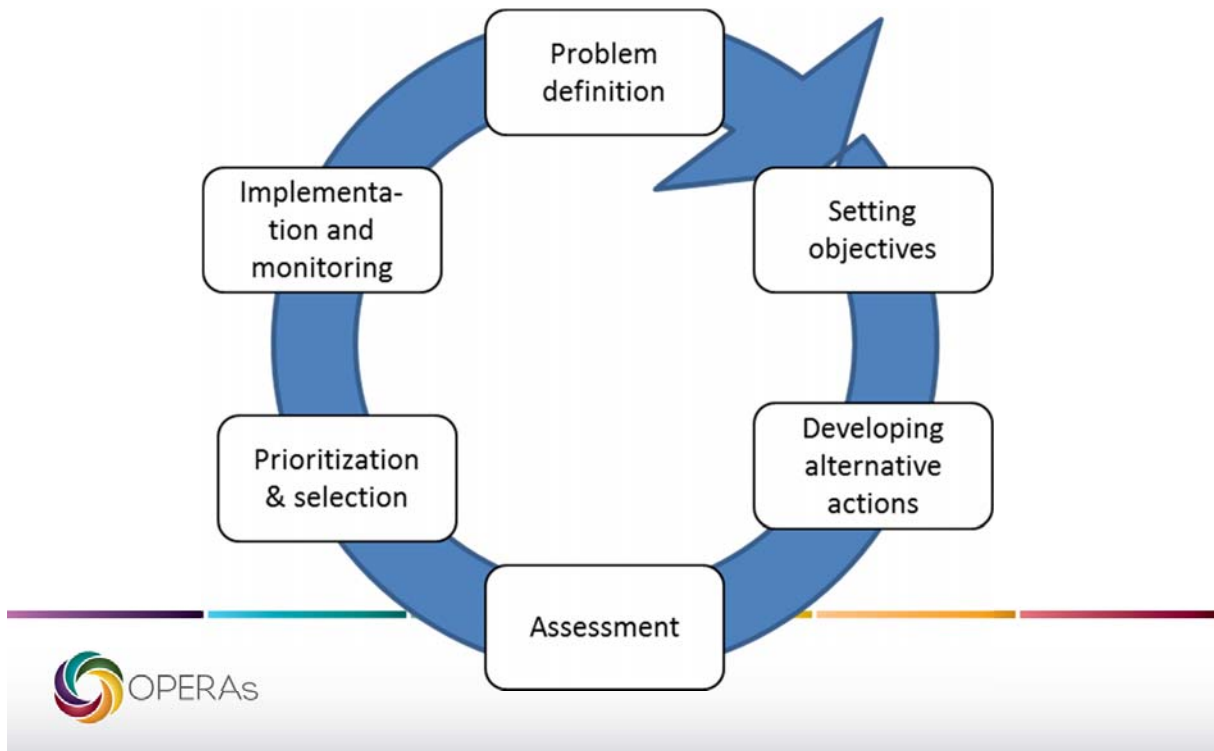 Problem
definition
Setting
objectives
Developing
alternative
actions
Assessment
Prioritization
& selection
Implementa-
tion and
monitoring
OPERAs